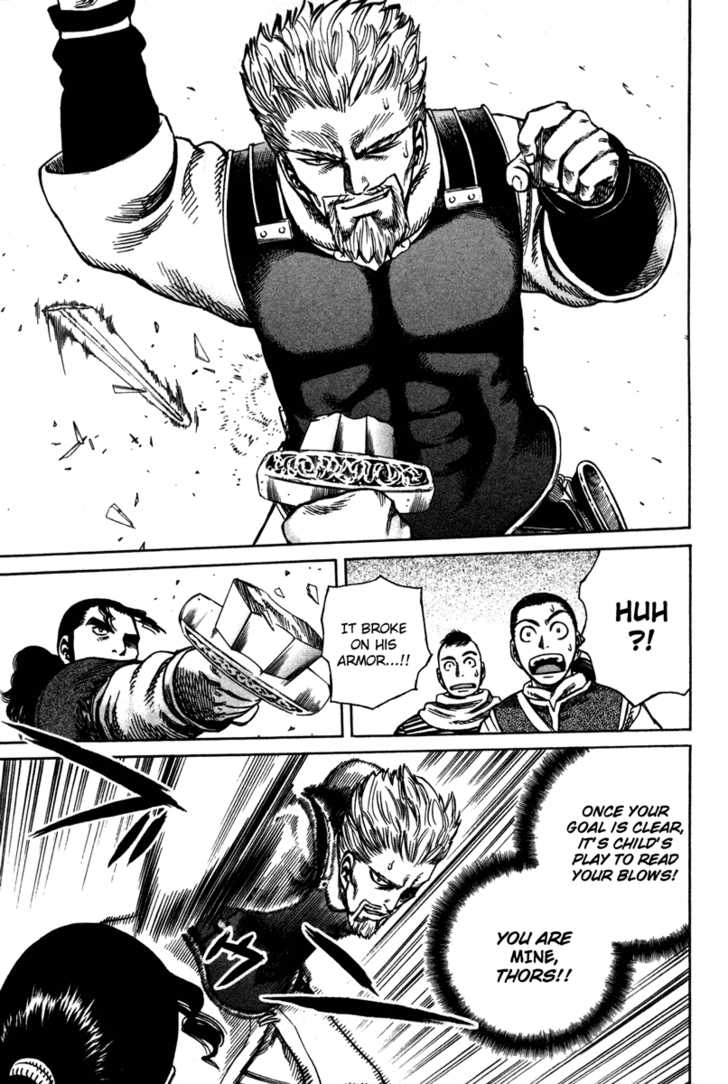 HUH
?!
IT BROKE
ON HIS
ARMOR...!!
ONCE YOUR
GOAL IS CLEAR,
IT'S CHILD'S
PLAY TO READ
YOUR BLOWS!
YOU ARE
MINE,
THORS!!